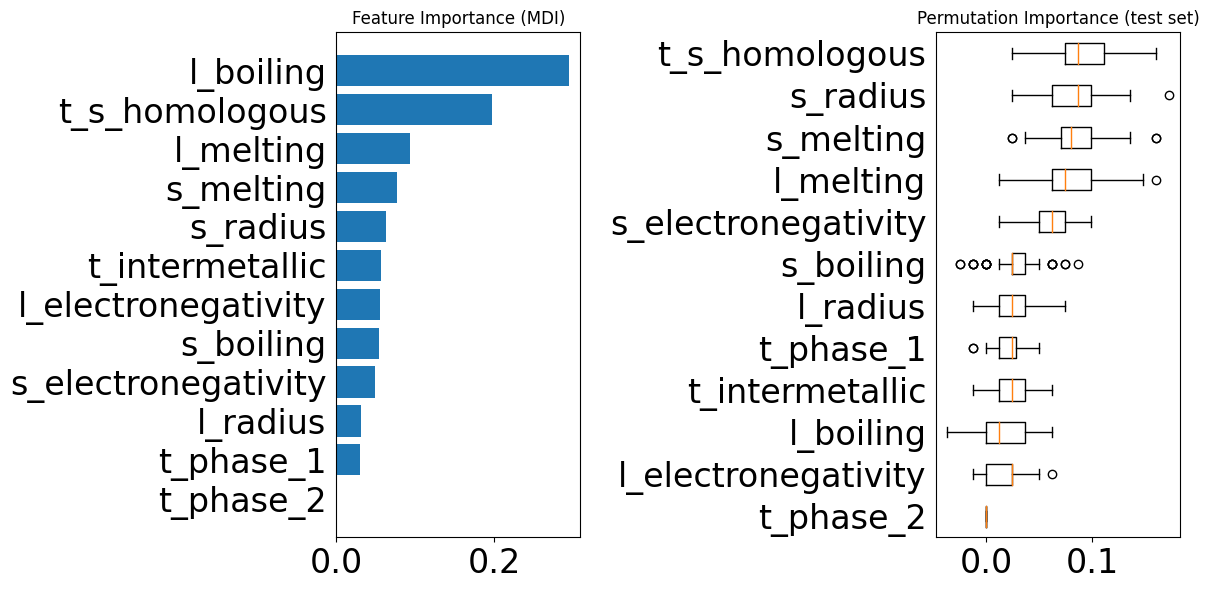 Feature Importance (MDI)
l_boiling
t_s_homologous
l_melting
s_melting
s_radius
t_intermetallic
l_electronegativity
s_boiling
s_electronegativity
l_radius
t_phase_1
t_phase_2
0.0
0.2
Permutation Importance (test set)
t_s_homologous
s_radius
s_melting
l_melting
s_electronegativity
s_boiling
l_radius
t_phase_1
t_intermetallic
l_boiling
l_electronegativity
t_phase_2
0.0
0.1